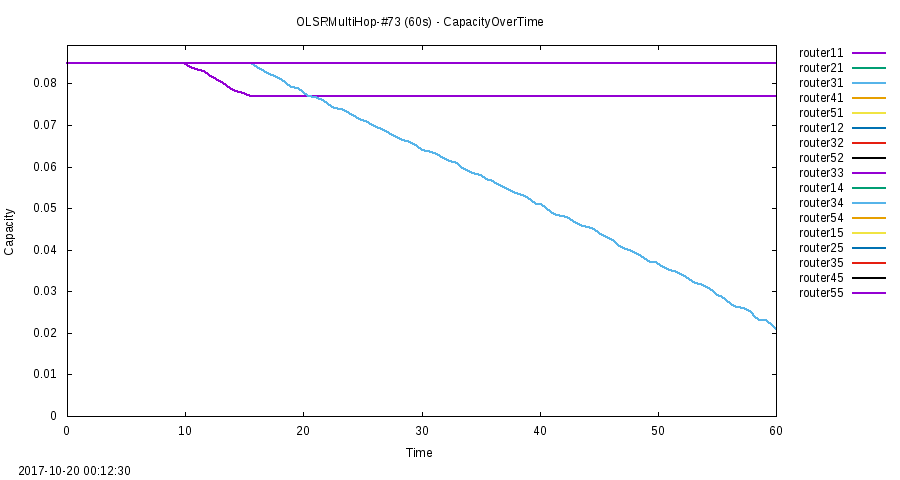 OLSRMultiHop-#73 (60s) - CapacityOverTime
router11
router21
router31
router41
router51
router12
router32
router52
router33
router14
router34
router54
router15
router25
router35
router45
router55
0.08
0.07
0.06
0.05
0.04
0.03
0.02
0.01
0
Capacity
0 10 20 30 40 50 60
Time
2017-10-20 00:12:30